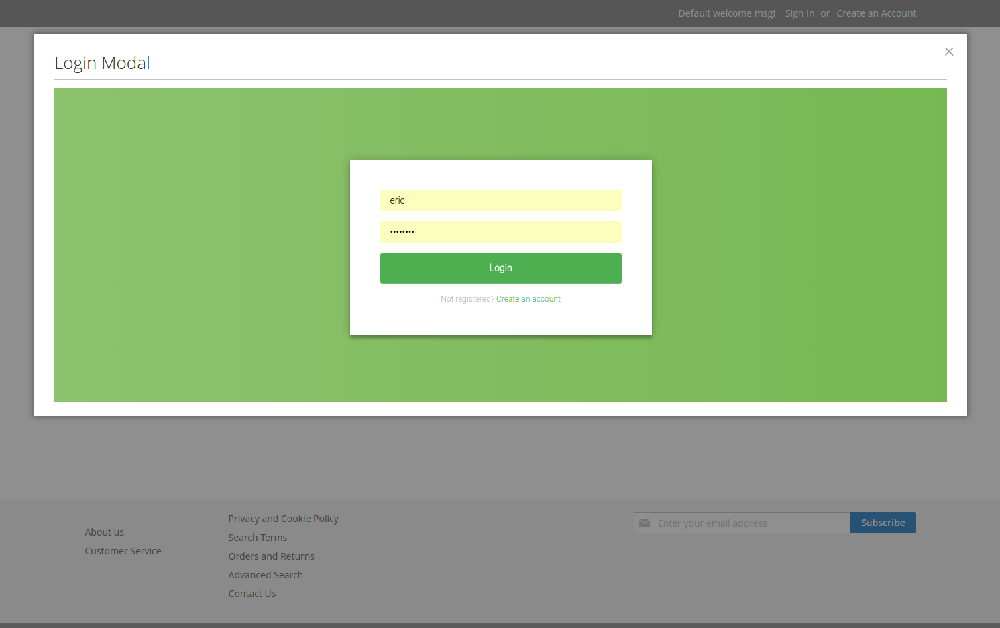 Default welcome msg! Sign In or Create an Account
Login Modal
eric
••••••••
Login
Not registered? Create an account
About us
Customer Service
Privacy and Cookie Policy
Search Terms
Orders and Returns
Advanced Search
Contact Us
Enter your email address
Subscribe